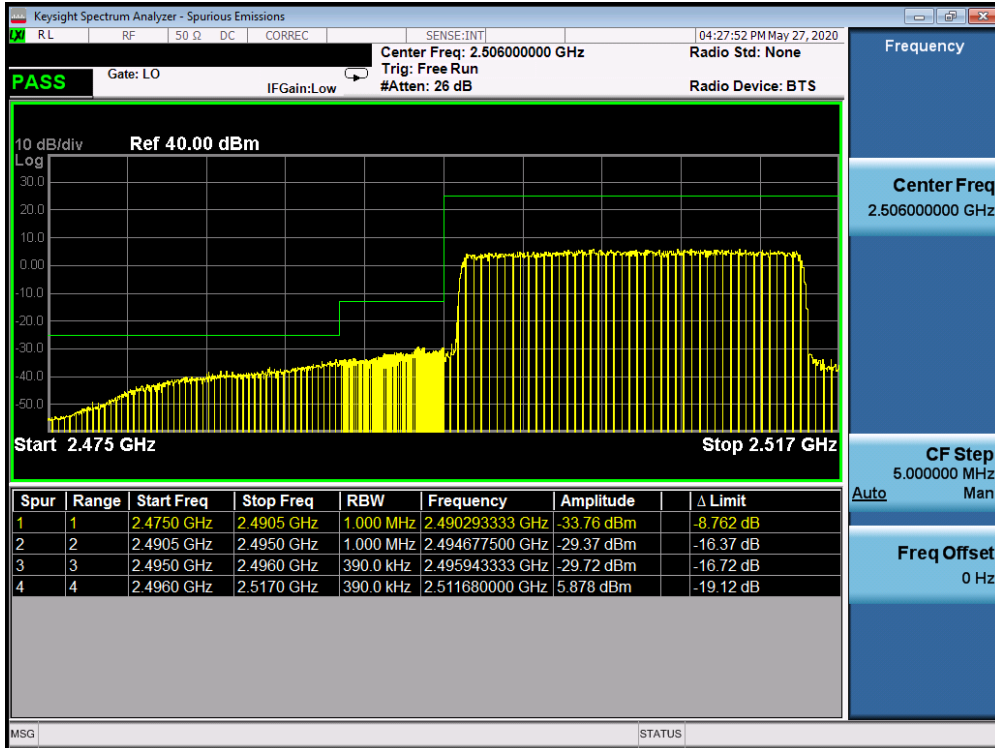 Keysight Spectrum Analyzer - Spurious Emissions
LXI RL RF 50 Ω DC CORREC SENSE:INT 04:27:52 PM May 27, 2020
Center Freq: 2.506000000 GHz Radio Std: None
PASS Gate: LO Trig: Free Run
IFGain:Low #Atten: 26 dB Radio Device: BTS
Frequency
10 dB/div Ref 40.00 dBm
Log
30.0
20.0
10.0
0.00
-10.0
-20.0
-30.0
-40.0
-50.0
Start 2.475 GHz Stop 2.517 GHz
Spur Range Start Freq Stop Freq RBW Frequency Amplitude Δ Limit
1 1 2.4750 GHz 2.4905 GHz 1.000 MHz 2.490293333 GHz -33.76 dBm -8.762 dB
2 2 2.4905 GHz 2.4950 GHz 1.000 MHz 2.494677500 GHz -29.37 dBm -16.37 dB
3 3 2.4950 GHz 2.4960 GHz 390.0 kHz 2.495943333 GHz -29.72 dBm -16.72 dB
4 4 2.4960 GHz 2.5170 GHz 390.0 kHz 2.511680000 GHz 5.878 dBm -19.12 dB
Center Freq
2.506000000 GHz
CF Step
5.000000 MHz
Auto Man
Freq Offset
0 Hz
MSG STATUS